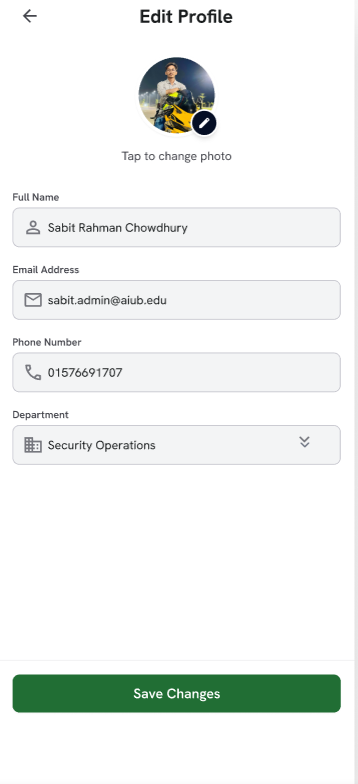 Edit Profile
Tap to change photo
Full Name
Sabit Rahman Chowdhury
Email Address
sabit.admin@aiub.edu
Phone Number
01576691707
Department
Security Operations
Save Changes